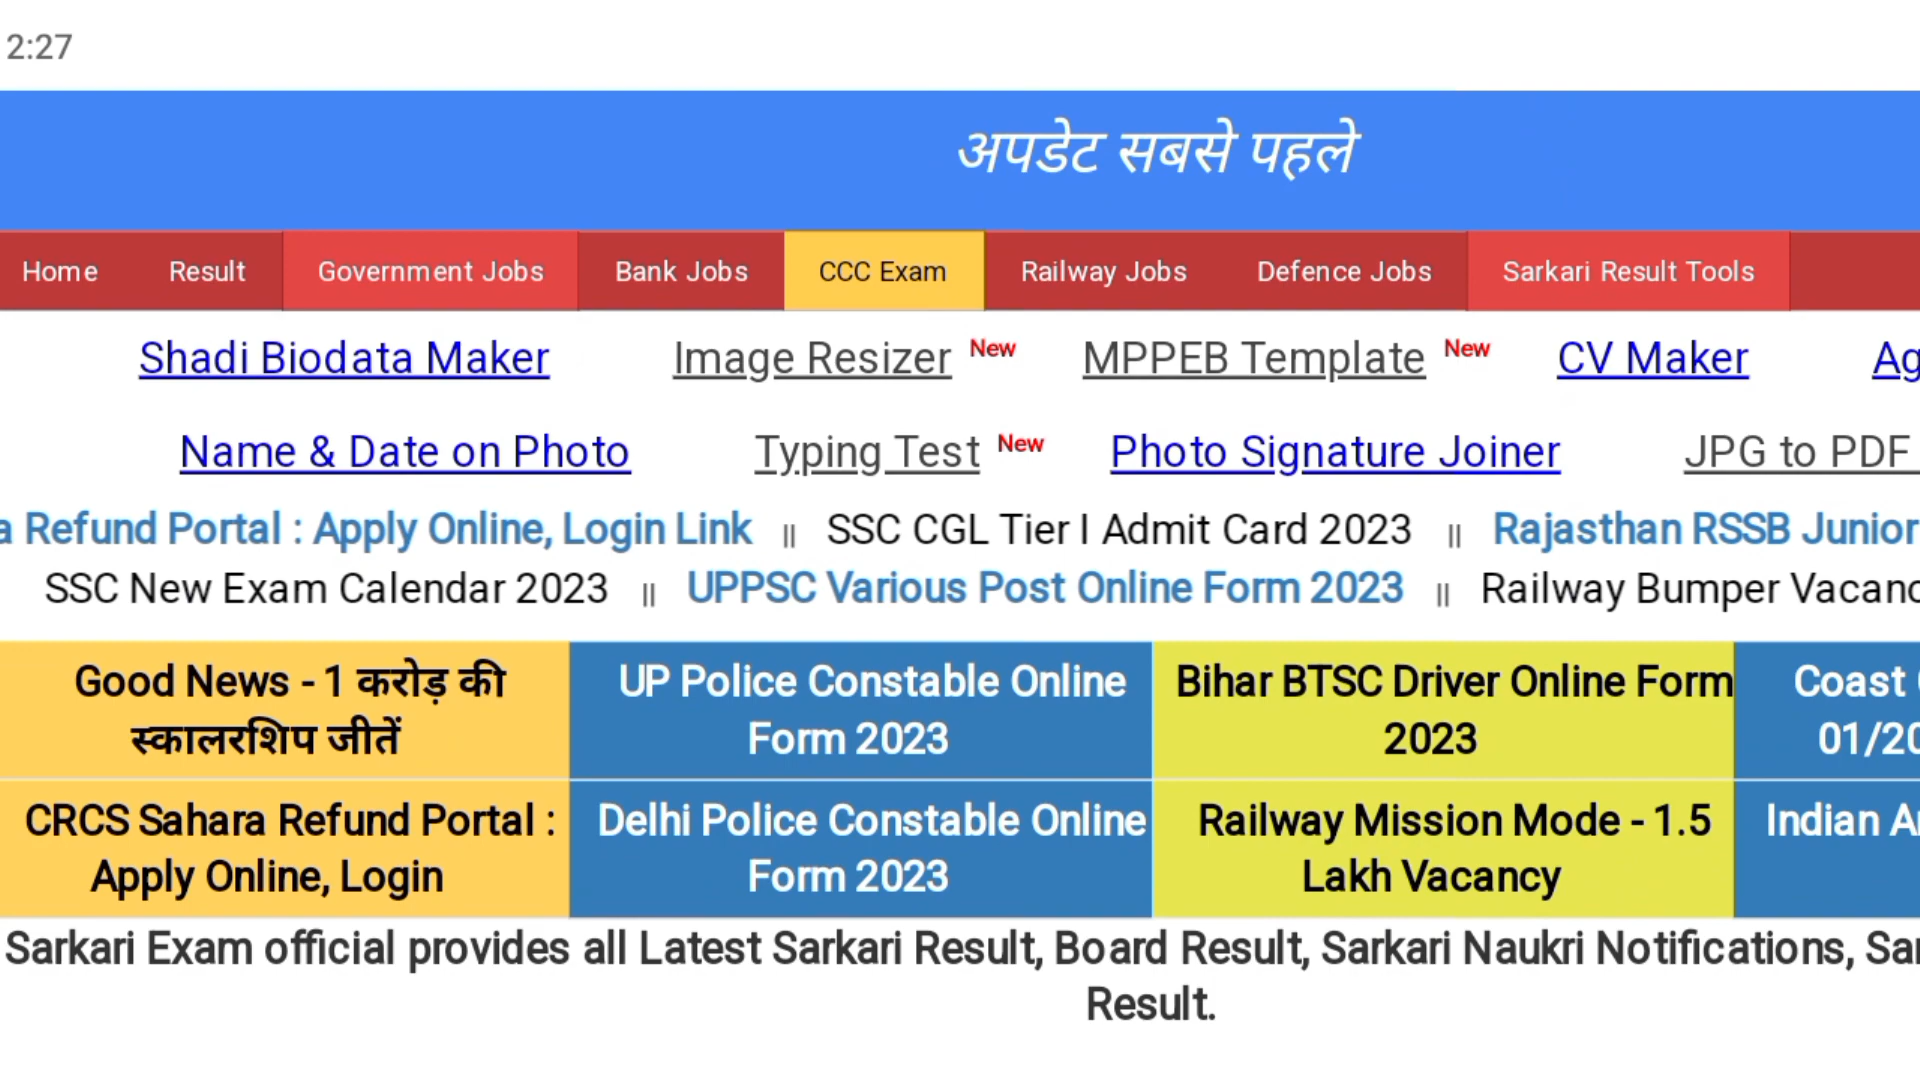 2:27
अपडेट सबसे पहले
Home Result Government Jobs Bank Jobs CCC Exam Railway Jobs Defence Jobs Sarkari Result Tools
Shadi Biodata Maker Image Resizer New MPPEB Template New CV Maker
Name & Date on Photo Typing Test New Photo Signature Joiner JPG to PDF
Refund Portal : Apply Online, Login Link || SSC CGL Tier I Admit Card 2023 || Rajasthan RSSB Junior
SSC New Exam Calendar 2023 || UPPSC Various Post Online Form 2023 || Railway Bumper
Good News - 1 करोड़ की
स्कालरशिप जीतें
UP Police Constable Online
Form 2023
Bihar BTSC Driver Online Form
2023
Coast
01/20
CRCS Sahara Refund Portal :
Apply Online, Login
Delhi Police Constable Online
Form 2023
Railway Mission Mode - 1.5
Lakh Vacancy
Indian
Sarkari Exam official provides all Latest Sarkari Result, Board Result, Sarkari Naukri Notifications,
Result.